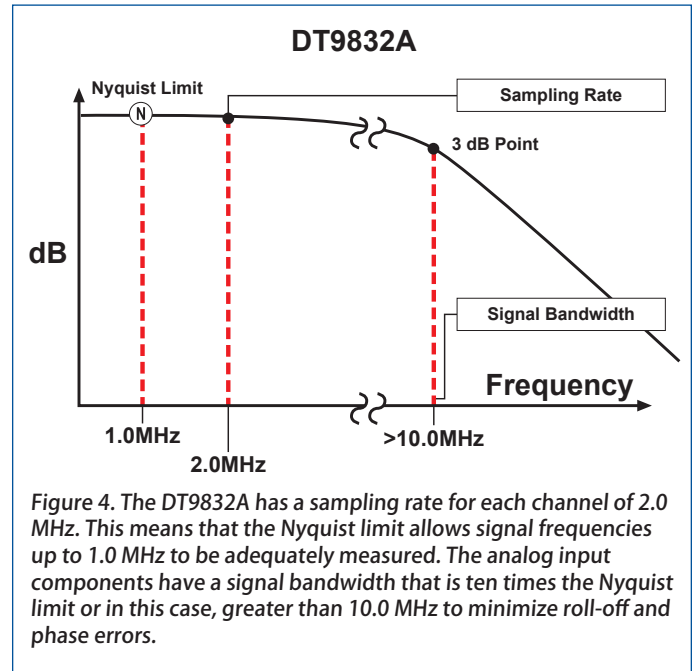 DT9832A
Nyquist Limit
N
Sampling Rate
3 dB Point
dB
Signal Bandwidth
Frequency
1.0MHz
2.0MHz
>10.0MHz
Figure 4. The DT9832A has a sampling rate for each channel of 2.0
MHz. This means that the Nyquist limit allows signal frequencies
up to 1.0 MHz to be adequately measured. The analog input
components have a signal bandwidth that is ten times the Nyquist
limit or in this case, greater than 10.0 MHz to minimize roll-off and
phase errors.